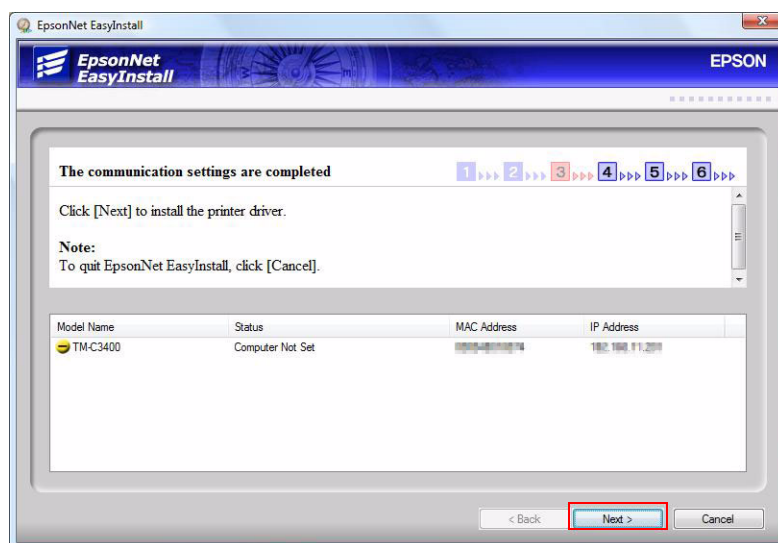 EpsonNet EasyInstall
EpsonNet
EasyInstall
EPSON
The communication settings are completed
1 2 3 4 5 6
Click [Next] to install the printer driver.
Note:
To quit EpsonNet EasyInstall, click [Cancel].
Model Name Status MAC Address IP Address
TM-C3400 Computer Not Set
< Back Next > Cancel